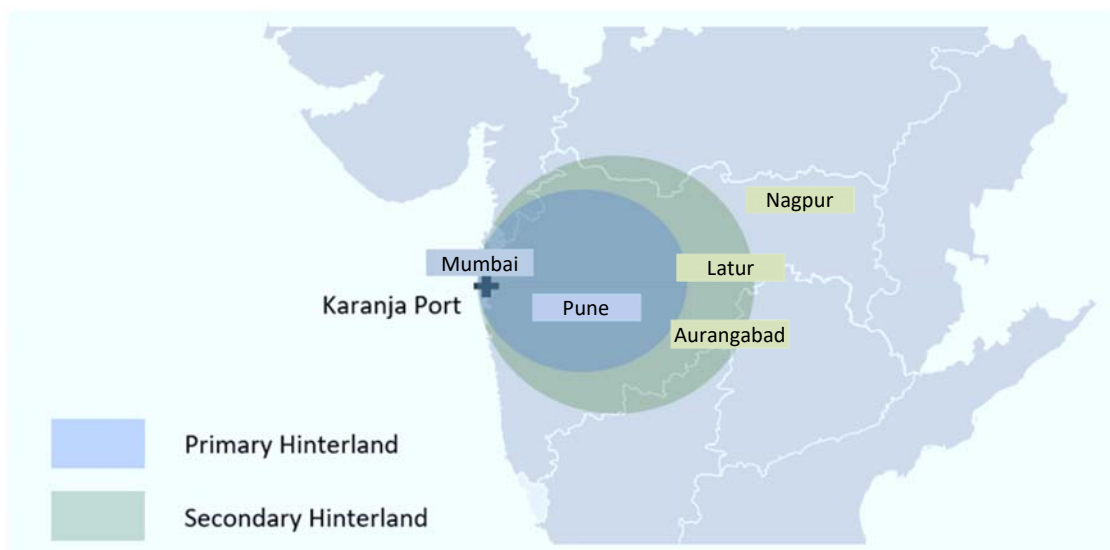 Nagpur
Mumbai
Latur
Karanja Port
Pune
Aurangabad
Primary Hinterland
Secondary Hinterland